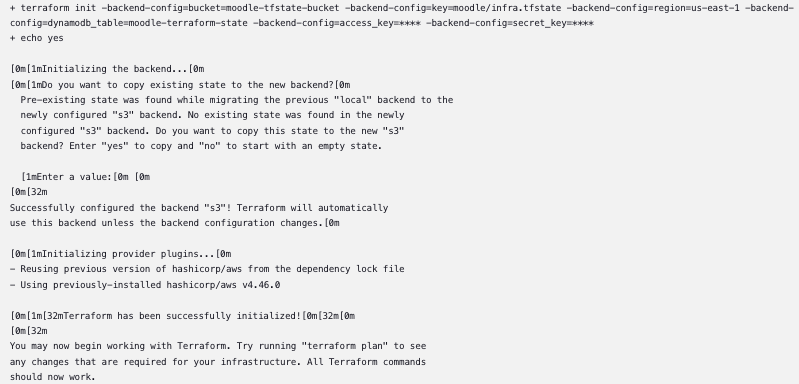 + terraform init -backend-config=bucket=moodle-tfstate-bucket -backend-config=key=moodle/infra.tfstate -backend-config=region=us-east-1 -backend-
config=dynamodb_table=moodle-terraform-state -backend-config=access_key=**** -backend-config=secret_key=****
+ echo yes
[0m[1mInitializing the backend...[0m
[0m[1mDo you want to copy existing state to the new backend?[0m
Pre-existing state was found while migrating the previous "local" backend to the
newly configured "s3" backend. No existing state was found in the newly
configured "s3" backend. Do you want to copy this state to the new "s3"
backend? Enter "yes" to copy and "no" to start with an empty state.
[1mEnter a value:[0m [0m
[0m[32m
Successfully configured the backend "s3"! Terraform will automatically
use this backend unless the backend configuration changes.[0m
[0m[1mInitializing provider plugins...[0m
- Reusing previous version of hashicorp/aws from the dependency lock file
- Using previously-installed hashicorp/aws v4.46.0
[0m[1m[32mTerraform has been successfully initialized![0m[32m[0m
[0m[32m
You may now begin working with Terraform. Try running "terraform plan" to see
any changes that are required for your infrastructure. All Terraform commands
should now work.